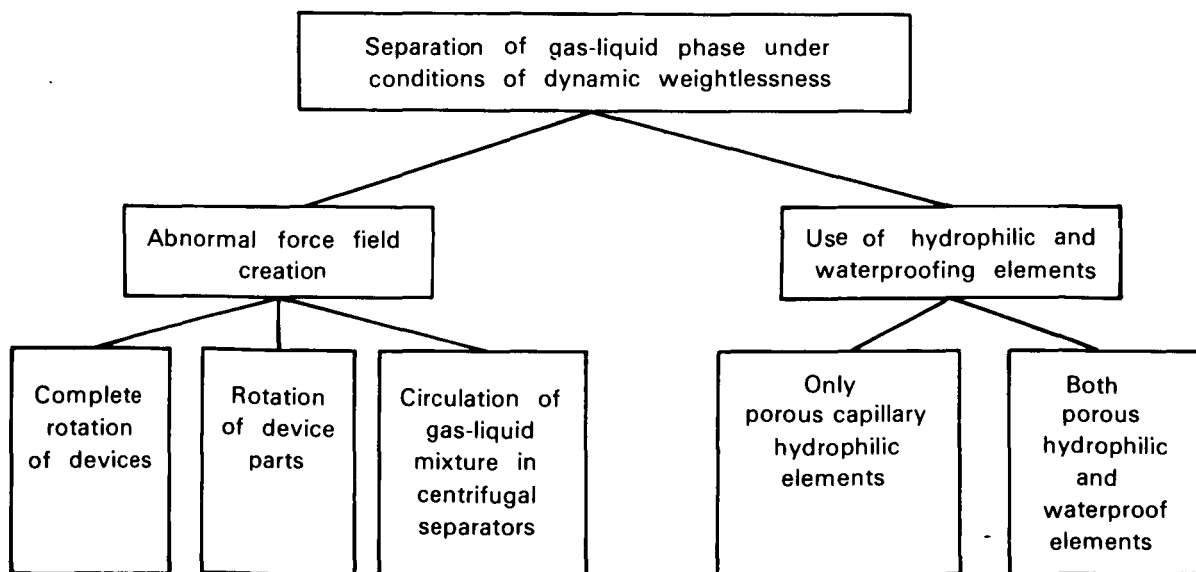 Separation of gas-liquid phase under
conditions of dynamic weightlessness
Abnormal force field
creation
Use of hydrophilic and
waterproofing elements
Complete
rotation
of devices
Rotation
of device
parts
Circulation of
gas-liquid
mixture in
centrifugal
separators
Only
porous capillary
hydrophilic
elements
Both
porous
hydrophilic
and
waterproof
elements